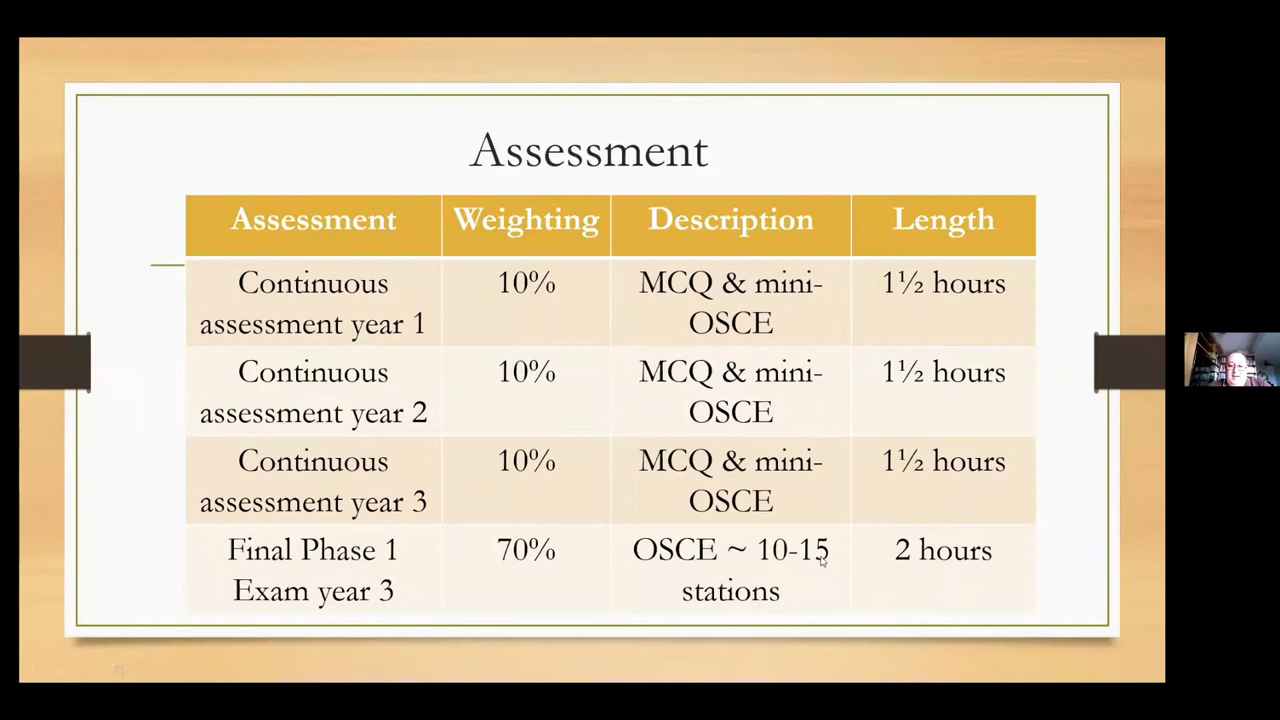 Assessment
Assessment Weighting Description Length
Continuous 10% MCQ & mini- 1½ hours
assessment year 1 OSCE
Continuous 10% MCQ & mini- 1½ hours
assessment year 2 OSCE
Continuous 10% MCQ & mini- 1½ hours
assessment year 3 OSCE
Final Phase 1 70% OSCE ~ 10-15 2 hours
Exam year 3 stations